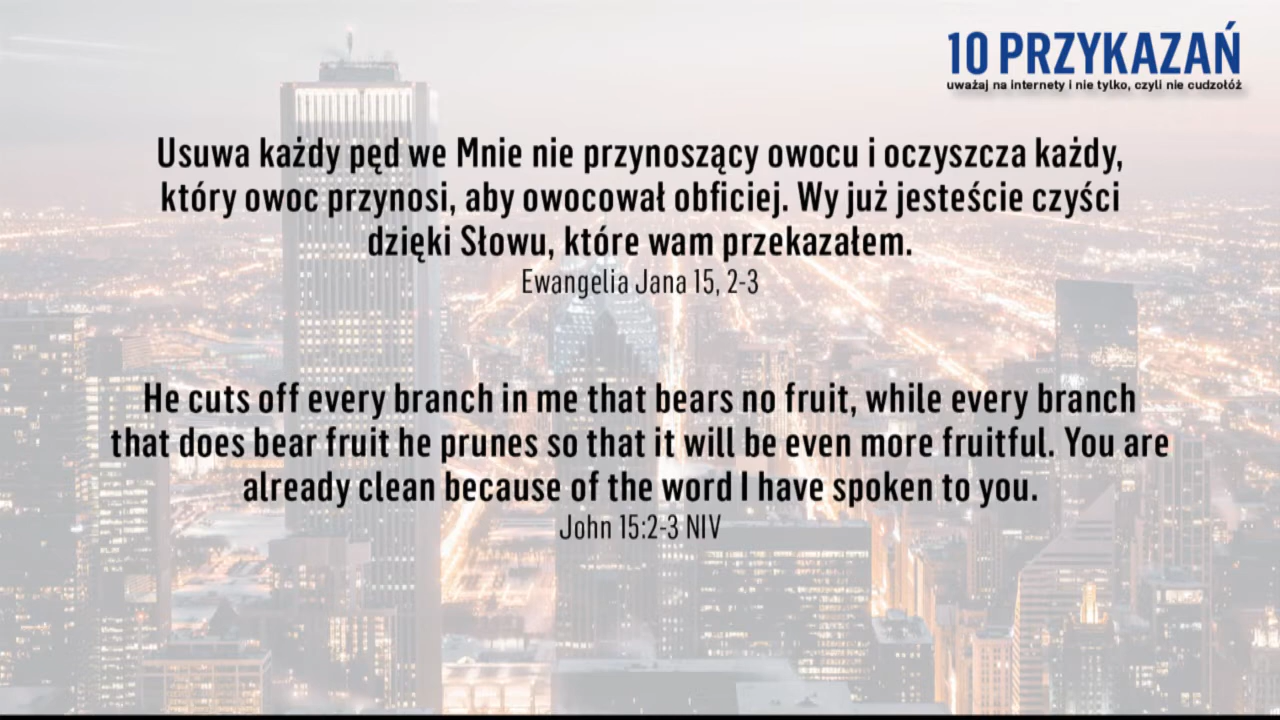 10 PRZYKAZAŃ
uważaj na internety i nie tylko, czyli nie cudzołóż
Usuwa każdy pęd we Mnie nie przynoszący owocu i oczyszcza każdy,
który owoc przynosi, aby owocował obficiej. Wy już jesteście czyści
dzięki Słowu, które wam przekazałem.
Ewangelia Jana 15, 2-3
He cuts off every branch in me that bears no fruit, while every branch
that does bear fruit he prunes so that it will be even more fruitful. You are
already clean because of the word I have spoken to you.
John 15:2-3 NIV